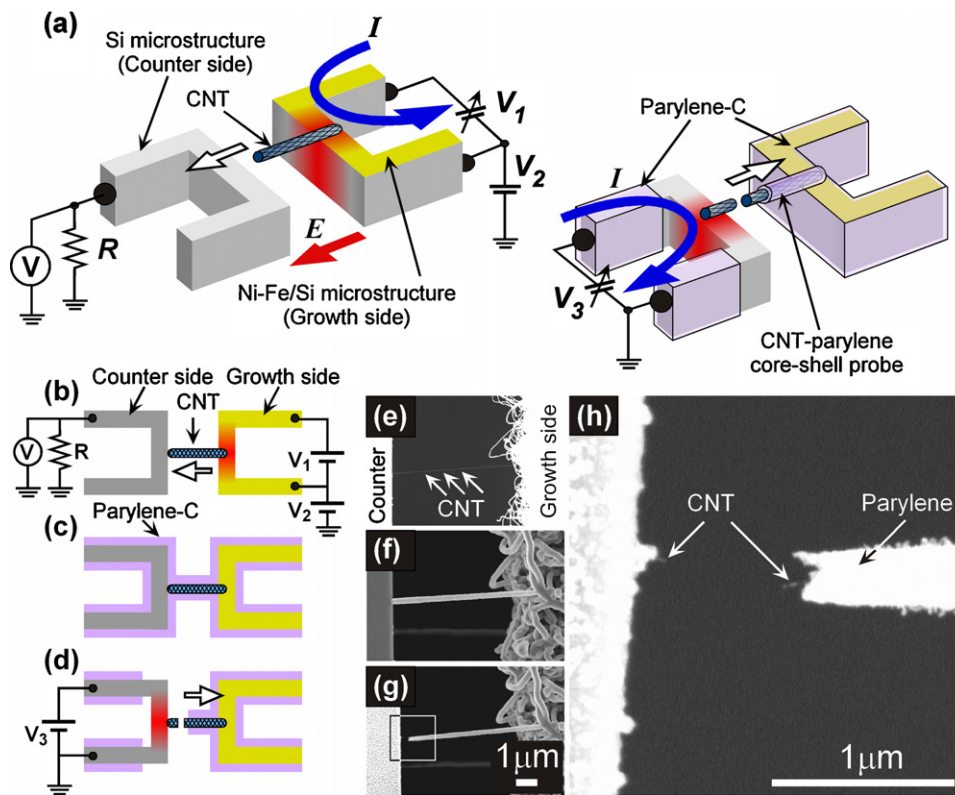 (a)
Si microstructure
(Counter side)
CNT
I
V1
V2
E
R
V
Ni-Fe/Si microstructure
(Growth side)
Parylene-C
I
V3
CNT-parylene
core-shell probe
(b)
Counter side
CNT
Growth side
V
R
V1
V2
(c)
Parylene-C
(d)
V3
(e)
Counter
CNT
Growth side
(f)
(g)
1μm
(h)
CNT
Parylene
1μm